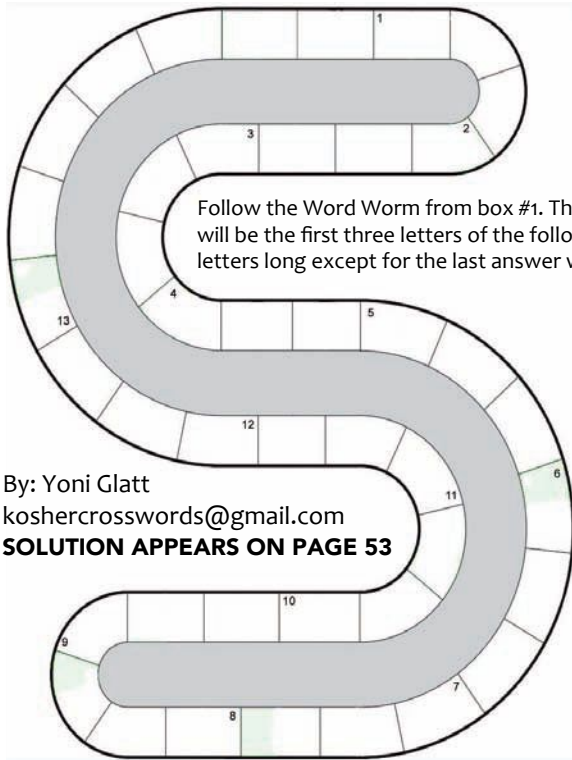 1
3
2
Follow the Word Worm from box #1. Th
will be the first three letters of the follo
letters long except for the last answer w
4
5
13
12
6
11
By: Yoni Glatt
koshercrosswords@gmail.com
SOLUTION APPEARS ON PAGE 53
10
9
7
8